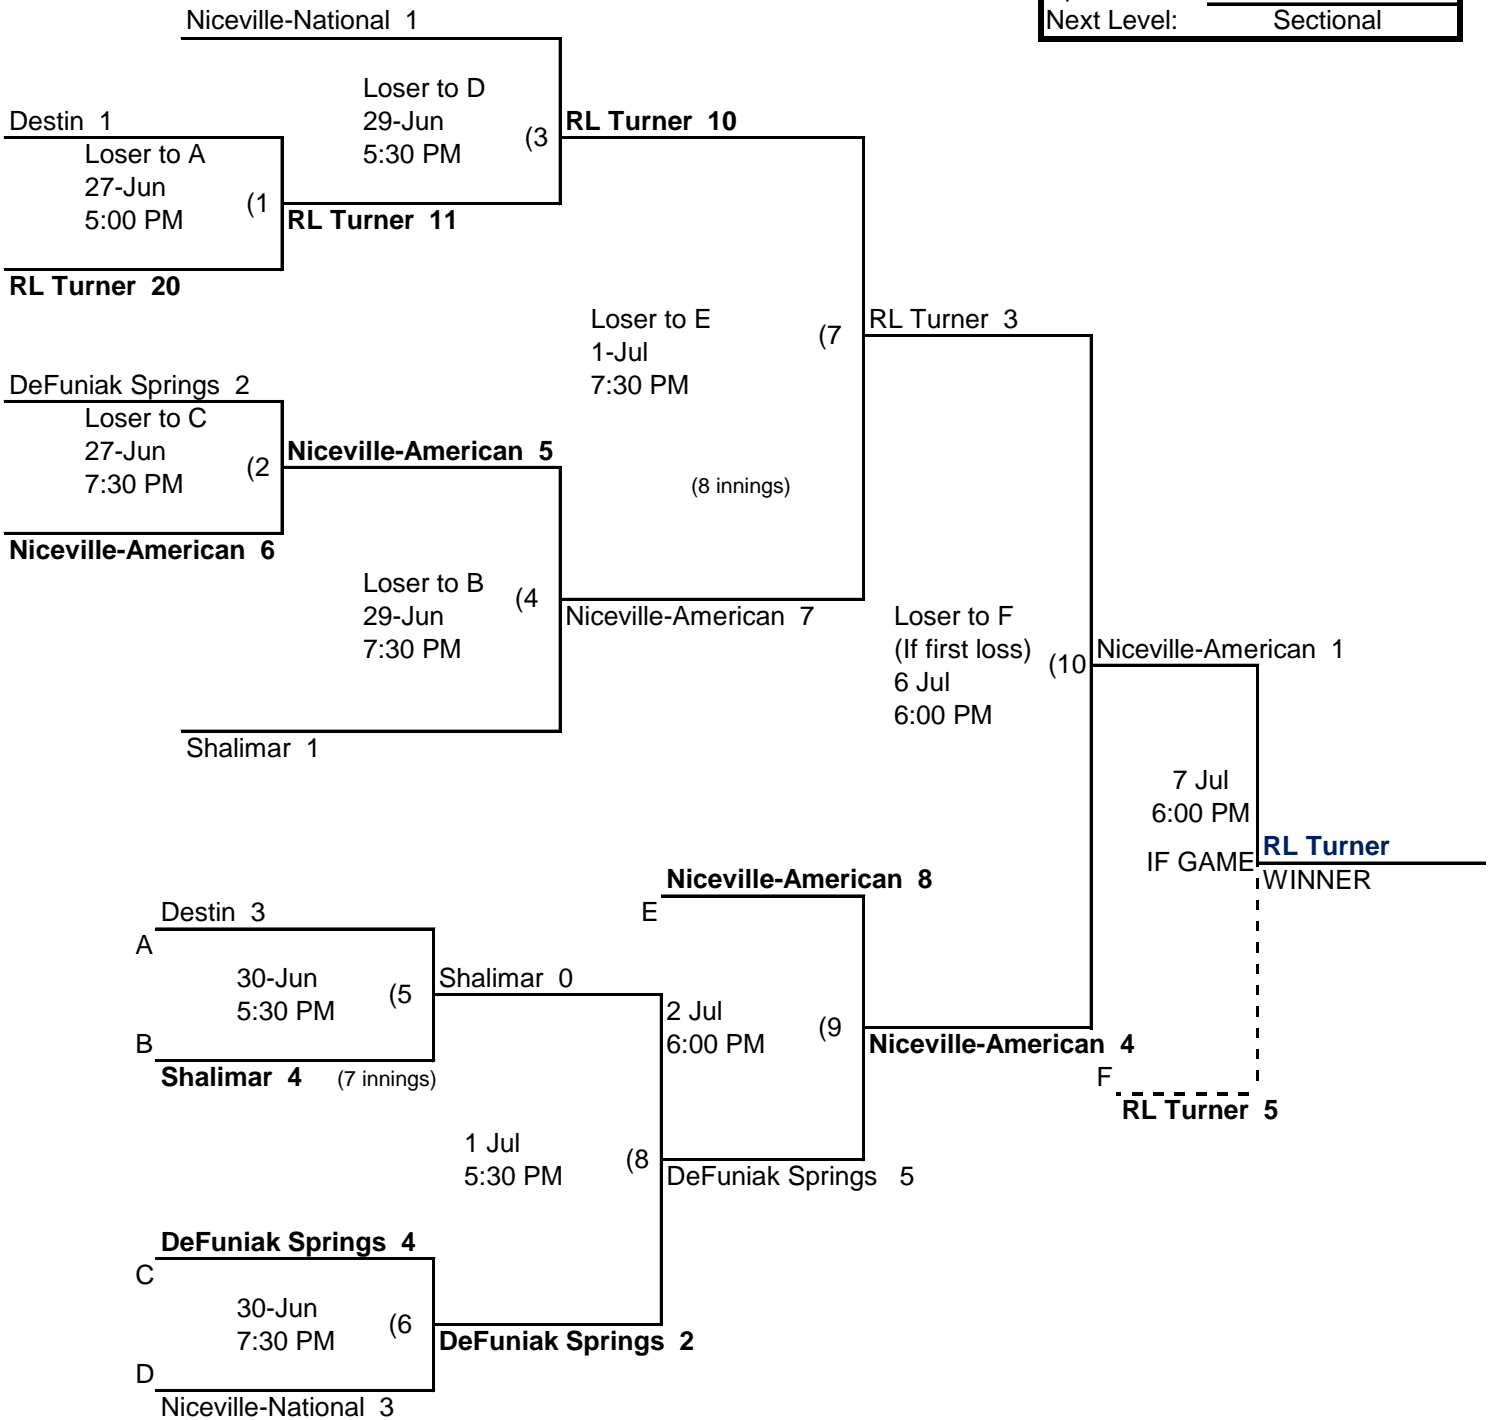 Niceville-National 1
Next Level: Sectional
Loser to D
29-Jun
5:30 PM
(3
Destin 1
RL Turner 10
Loser to A
27-Jun
5:00 PM
(1
RL Turner 11
RL Turner 20
Loser to E
1-Jul
7:30 PM
(7
RL Turner 3
DeFuniak Springs 2
Loser to C
27-Jun
7:30 PM
(2
Niceville-American 5
(8 innings)
Niceville-American 6
Loser to B
29-Jun
7:30 PM
(4
Niceville-American 7
Loser to F
(If first loss)
6 Jul
6:00 PM
(10
Niceville-American 1
Shalimar 1
7 Jul
6:00 PM
IF GAME
RL Turner
WINNER
Niceville-American 8
E
Destin 3
A
30-Jun
5:30 PM
(5
Shalimar 0
2 Jul
6:00 PM
(9
Niceville-American 4
B
Shalimar 4 (7 innings)
F
RL Turner 5
1 Jul
5:30 PM
(8
DeFuniak Springs 5
DeFuniak Springs 4
C
30-Jun
7:30 PM
(6
DeFuniak Springs 2
D
Niceville-National 3